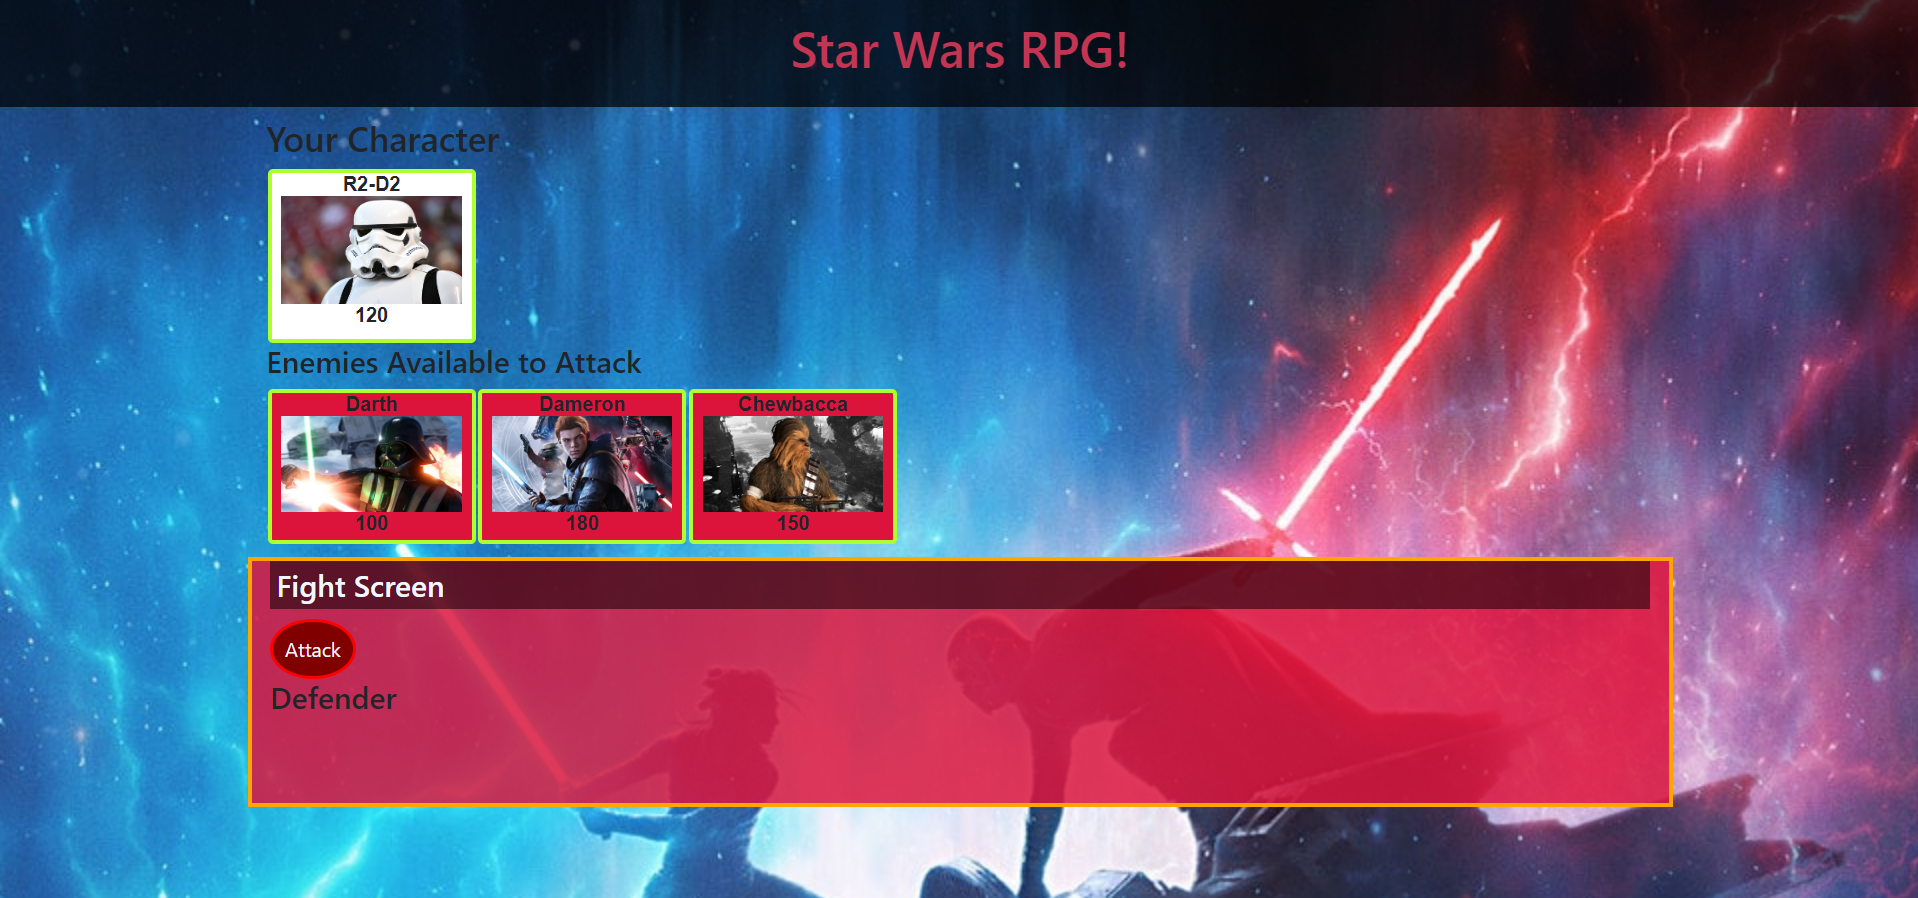 Star Wars RPG!
Your Character
R2-D2
120
Enemies Available to Attack
Darth
100
Dameron
180
Chewbacca
150
Fight Screen
Attack
Defender